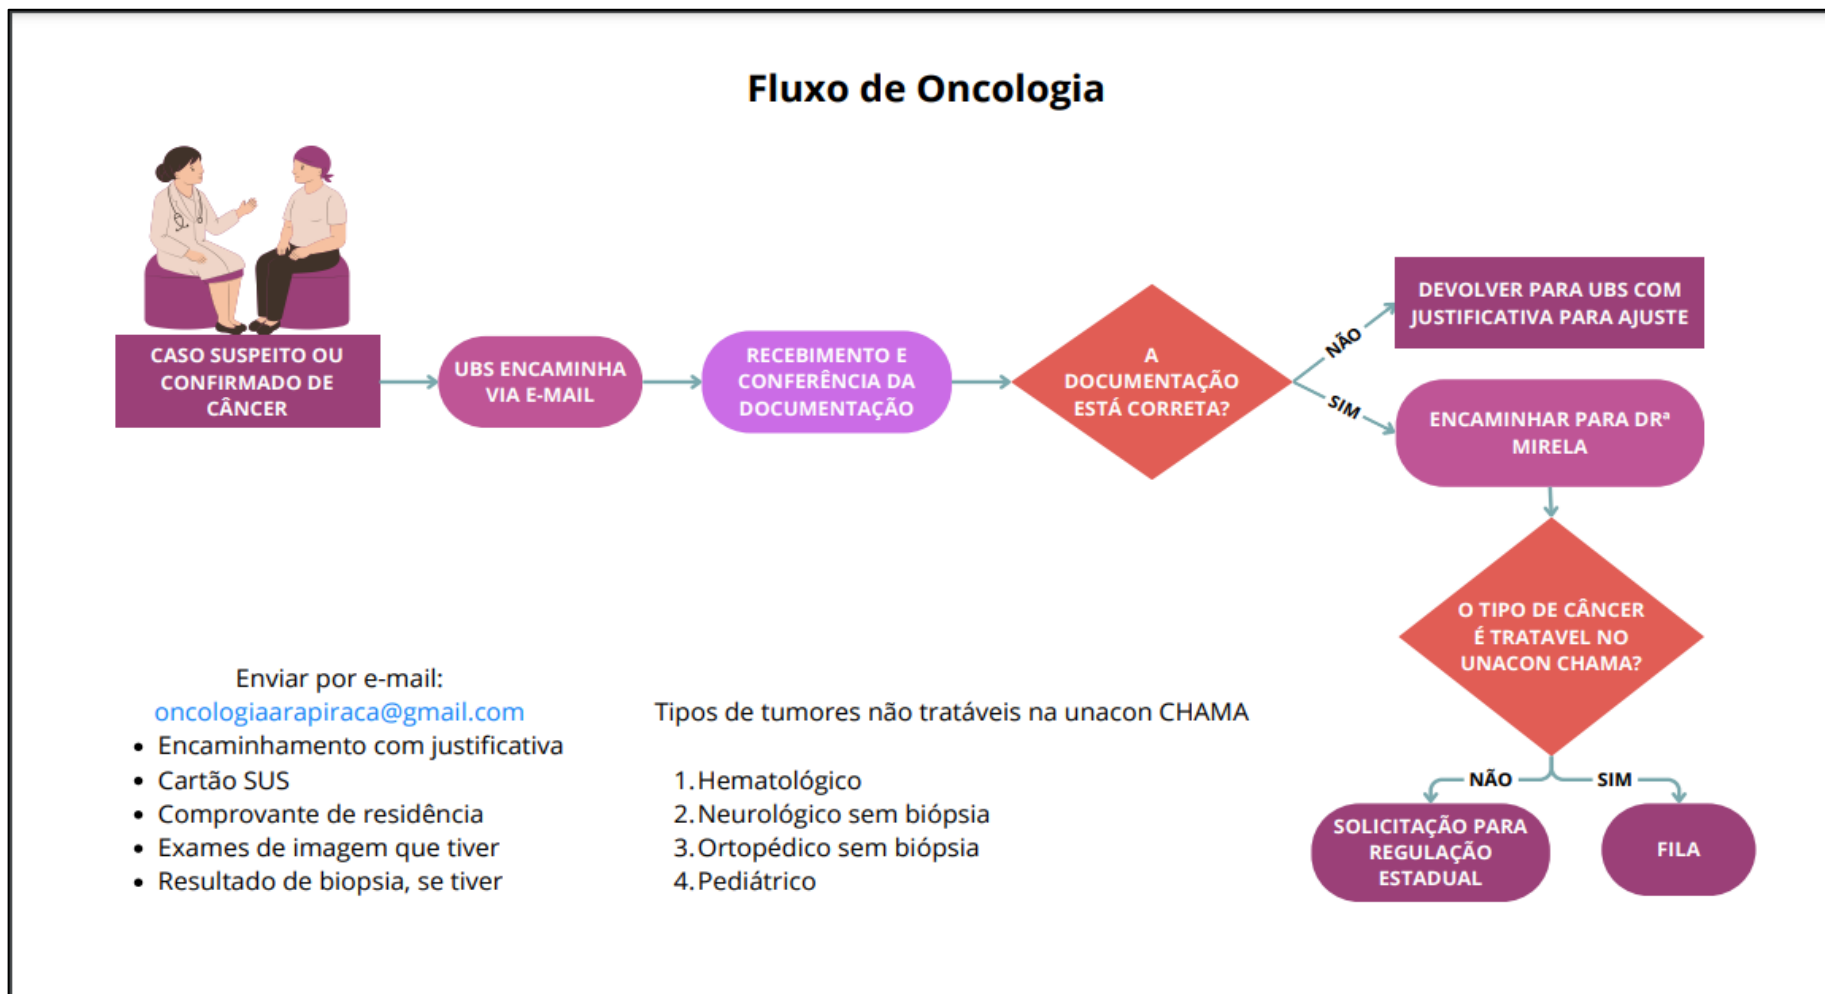 Fluxo de Oncologia
CASO SUSPEITO OU
CONFIRMADO DE
CÂNCER
UBS ENCAMINHA
VIA E-MAIL
RECEBIMENTO E
CONFERÊNCIA DA
DOCUMENTAÇÃO
A
DOCUMENTAÇÃO
ESTÁ CORRETA?
NÃO
DEVOLVER PARA UBS COM
JUSTIFICATIVA PARA AJUSTE
SIM
ENCAMINHAR PARA DRª
MIRELA
O TIPO DE CÂNCER
É TRATAVEL NO
UNACON CHAMA?
NÃO
SOLICITAÇÃO PARA
REGULAÇÃO
ESTADUAL
SIM
FILA
Enviar por e-mail:
oncologiaarapiraca@gmail.com
• Encaminhamento com justificativa
• Cartão SUS
• Comprovante de residência
• Exames de imagem que tiver
• Resultado de biopsia, se tiver
Tipos de tumores não tratáveis na unacon CHAMA
1.Hematológico
2.Neurológico sem biópsia
3.Ortopédico sem biópsia
4.Pediátrico